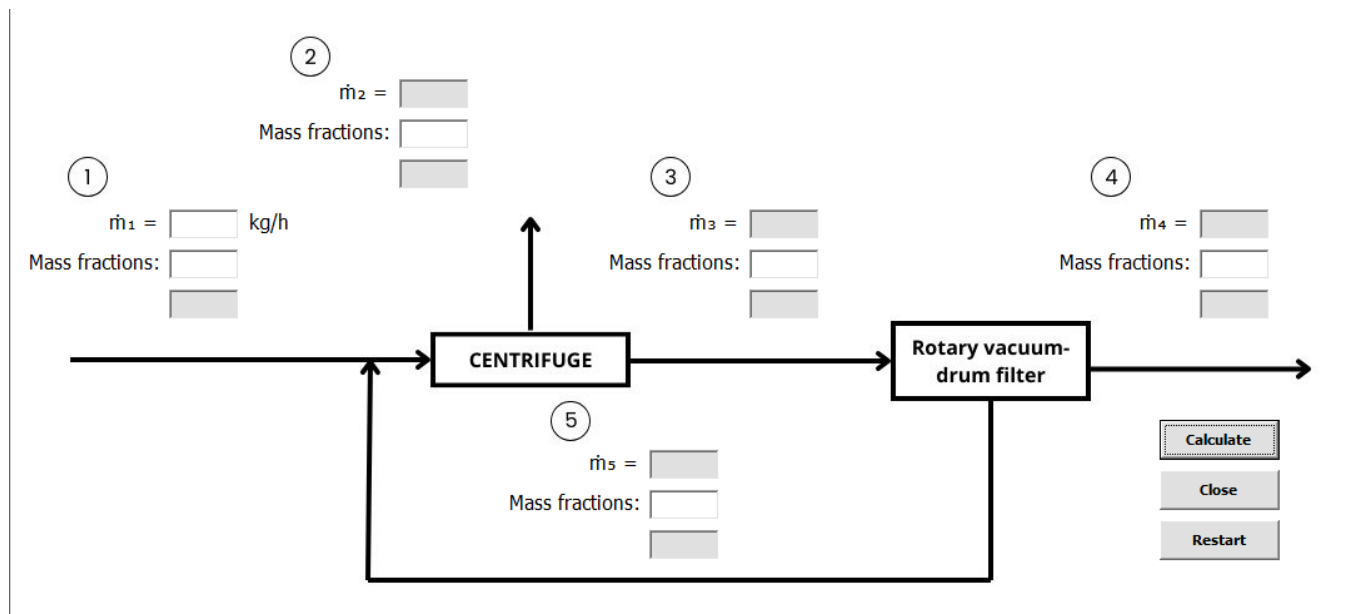 2
ṁ₂ =
Mass fractions:
1
ṁ₁ = kg/h
Mass fractions:
3
ṁ₃ =
Mass fractions:
4
ṁ₄ =
Mass fractions:
CENTRIFUGE
Rotary vacuum-
drum filter
5
ṁ₅ =
Mass fractions:
Calculate
Close
Restart